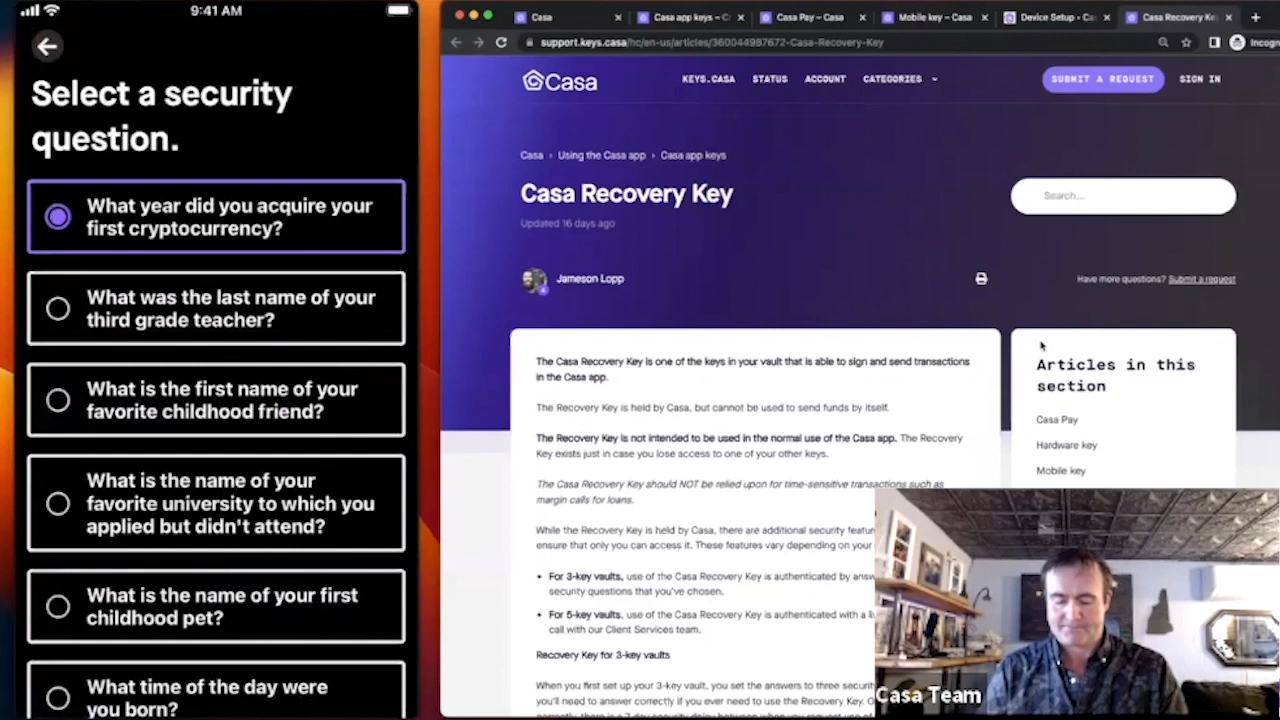 9:41 AM
Select a security
question.
What year did you acquire your
first cryptocurrency?
What was the last name of your
third grade teacher?
What is the first name of your
favorite childhood friend?
What is the name of your
favorite university to which you
applied but didn't attend?
What is the name of your first
childhood pet?
What time of the day were
you born?
Casa
Casa app keys – C
Casa Pay – Casa
Mobile key – Casa
Device Setup • Ca
Casa Recovery Key
support.keys.casa/hc/en-us/articles/360044987672-Casa-Recovery-Key
Incogn
Casa
KEYS.CASA STATUS ACCOUNT CATEGORIES
SUBMIT A REQUEST SIGN IN
Casa › Using the Casa app › Casa app keys
Casa Recovery Key
Search...
Updated 16 days ago
Jameson Lopp
Have more questions? Submit a request
The Casa Recovery Key is one of the keys in your vault that is able to sign and send transactions
in the Casa app.
The Recovery Key is held by Casa, but cannot be used to send funds by itself.
The Recovery Key is not intended to be used in the normal use of the Casa app. The Recovery
Key exists just in case you lose access to one of your other keys.
The Casa Recovery Key should NOT be relied upon for time-sensitive transactions such as
margin calls for loans.
While the Recovery Key is held by Casa, there are additional security featur
ensure that only you can access it. These features vary depending on your
• For 3-key vaults, use of the Casa Recovery Key is authenticated by answ
security questions that you've chosen.
• For 5-key vaults, use of the Casa Recovery Key is authenticated with a li
call with our Client Services team.
Recovery Key for 3-key vaults
When you first set up your 3-key vault, you set the answers to three securit
you'll need to answer correctly if you ever need to use the Recovery Key. O
Articles in this
section
Casa Pay
Hardware key
Mobile key
Casa Team